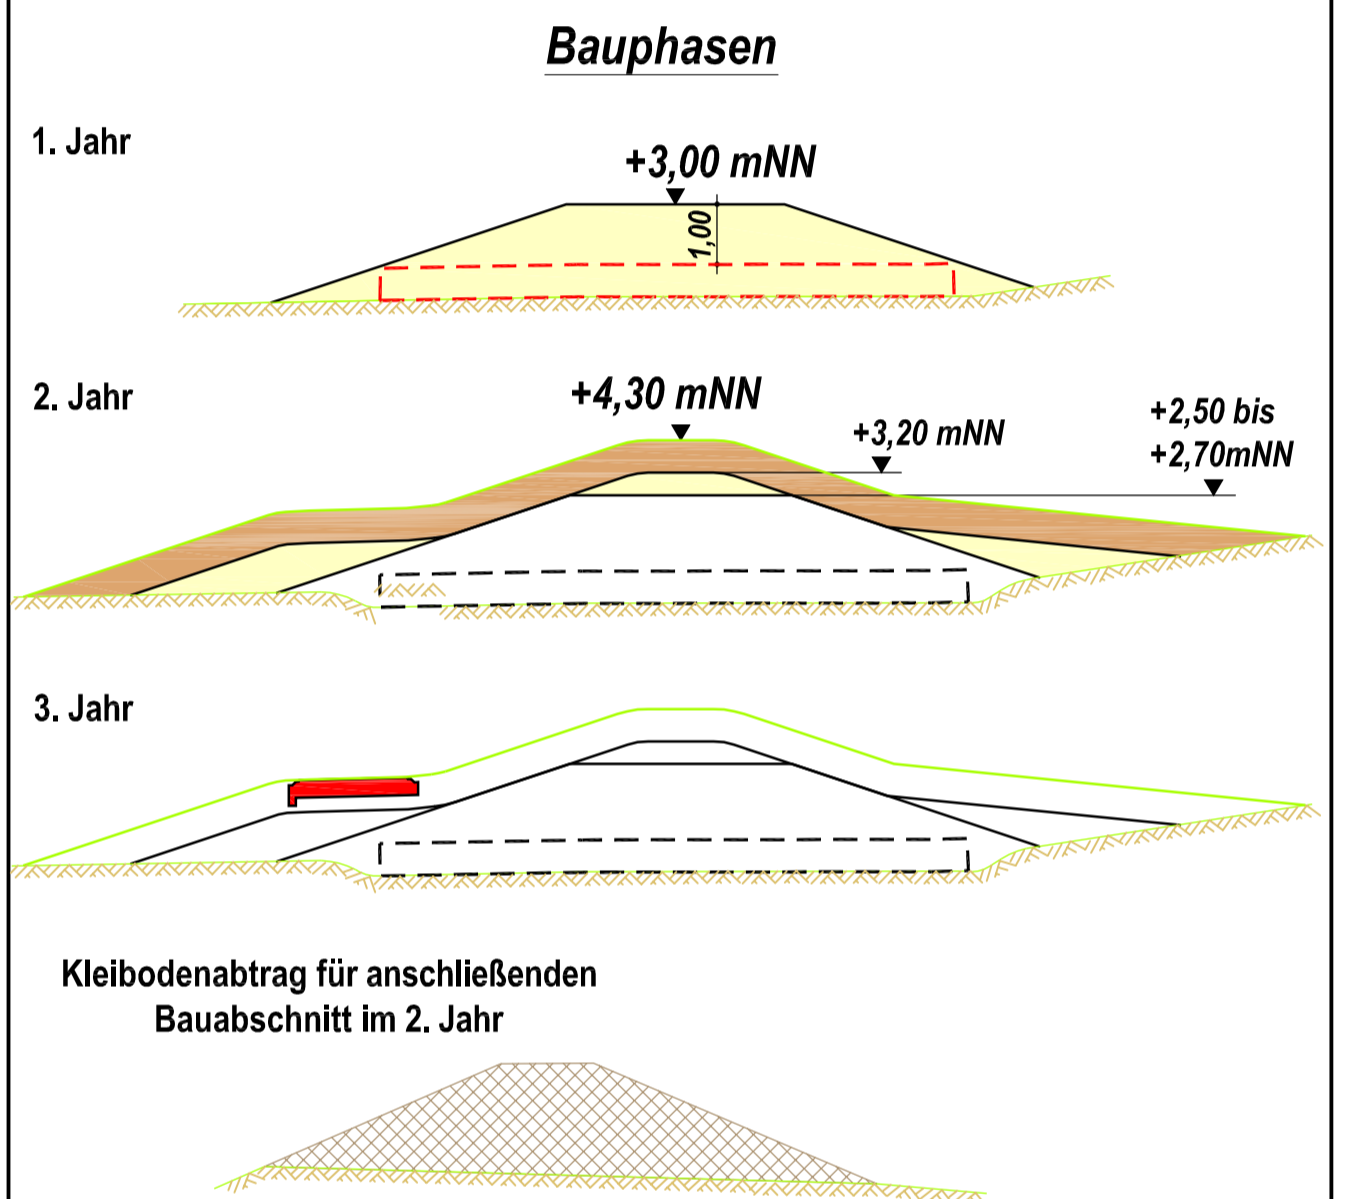 Bauphasen
1. Jahr
+3,00 mNN
1,00
2. Jahr
+4,30 mNN
+3,20 mNN
+2,50 bis
+2,70mNN
3. Jahr
Kleibodenabtrag für anschließenden
Bauabschnitt im 2. Jahr